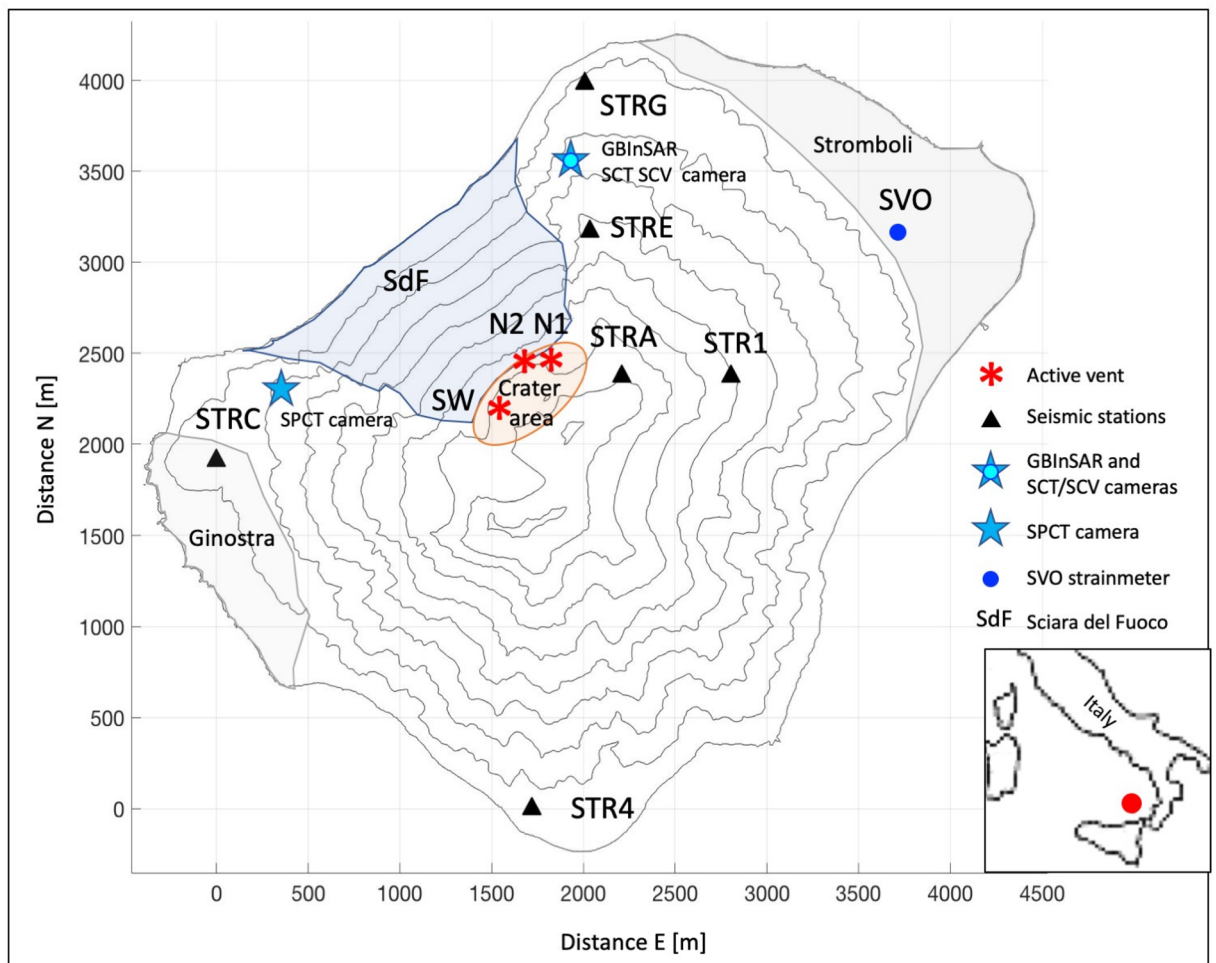 4000
3500
3000
2500
2000
1500
1000
500
0
Distance N [m]
0
500
1000
1500
2000
2500
3000
3500
4000
4500
Distance E [m]
STRG
GBInSAR
SCT SCV camera
Stromboli
SVO
STRE
SdF
N2 N1
STRA
STR1
SW
Crater
area
STRC
SPCT camera
Ginostra
STR4
Active vent
Seismic stations
GBInSAR and
SCT/SCV cameras
SPCT camera
SVO strainmeter
SdF Sciara del Fuoco
Italy